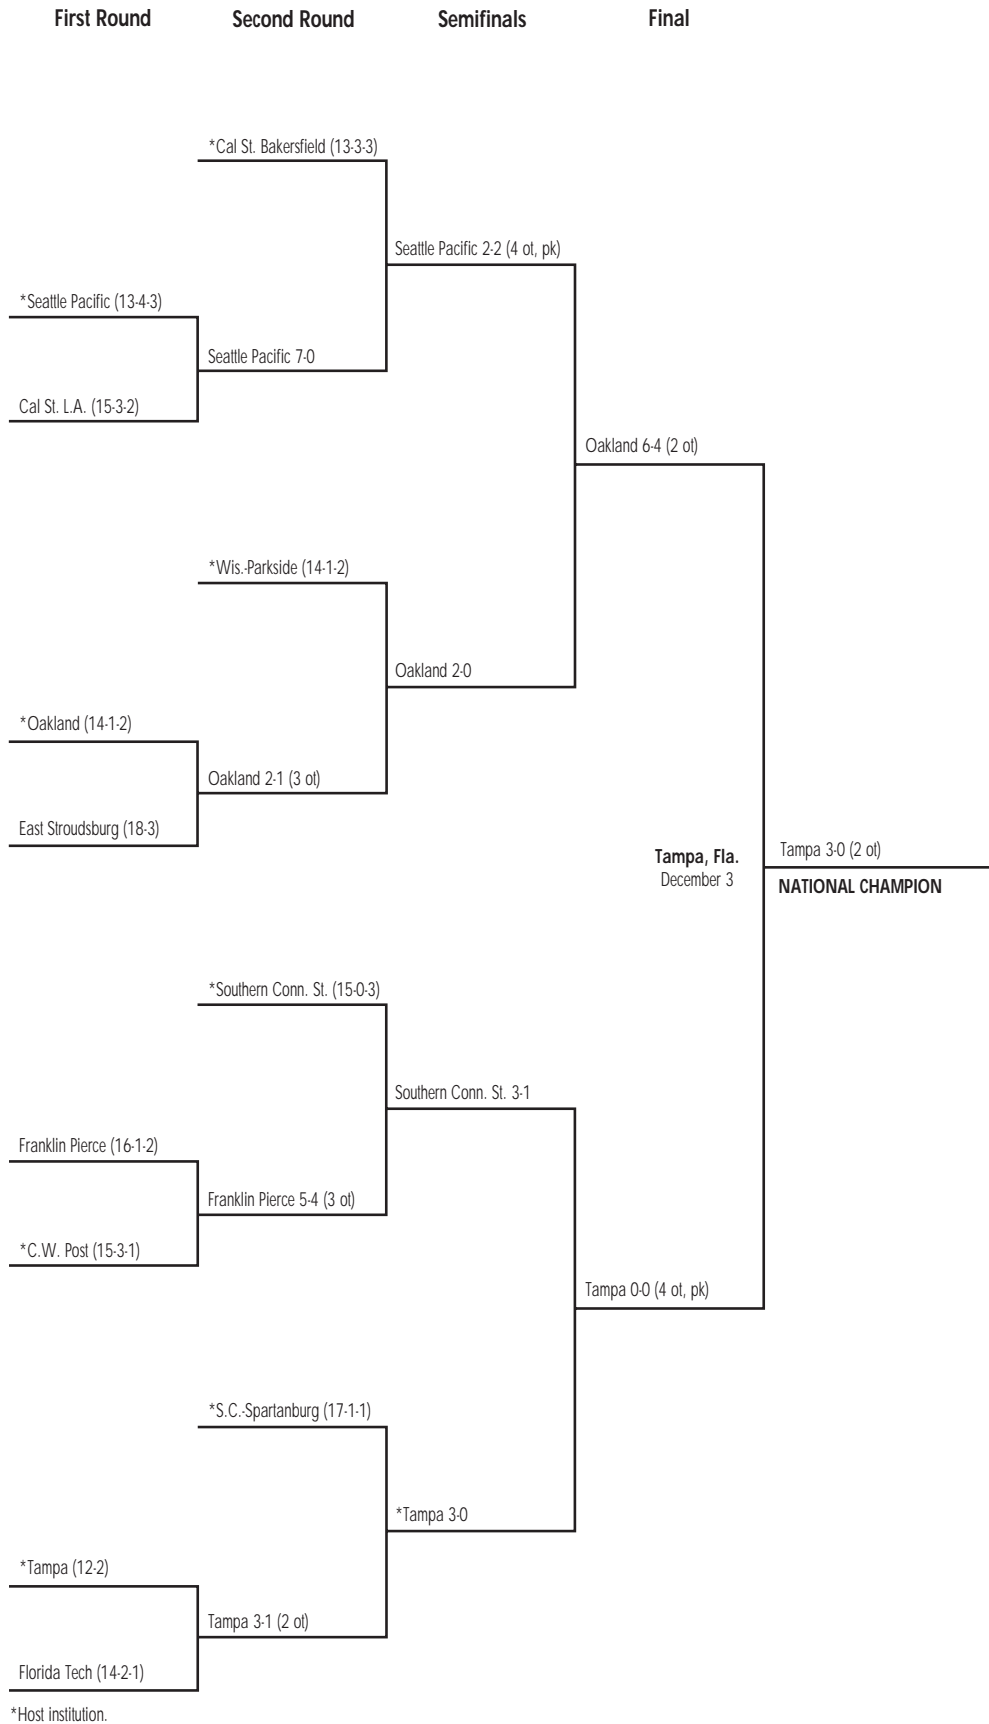 First Round Second Round Semifinals Final
*Cal St. Bakersfield (13-3-3)
Seattle Pacific 2-2 (4 ot, pk)
*Seattle Pacific (13-4-3)
Seattle Pacific 7-0
Cal St. L.A. (15-3-2)
Oakland 6-4 (2 ot)
*Wis.-Parkside (14-1-2)
Oakland 2-0
*Oakland (14-1-2)
Oakland 2-1 (3 ot)
East Stroudsburg (18-3)
Tampa, Fla.
December 3
Tampa 3-0 (2 ot)
NATIONAL CHAMPION
*Southern Conn. St. (15-0-3)
Southern Conn. St. 3-1
Franklin Pierce (16-1-2)
Franklin Pierce 5-4 (3 ot)
*C.W. Post (15-3-1)
Tampa 0-0 (4 ot, pk)
*S.C.-Spartanburg (17-1-1)
*Tampa 3-0
*Tampa (12-2)
Tampa 3-1 (2 ot)
Florida Tech (14-2-1)
*Host institution.